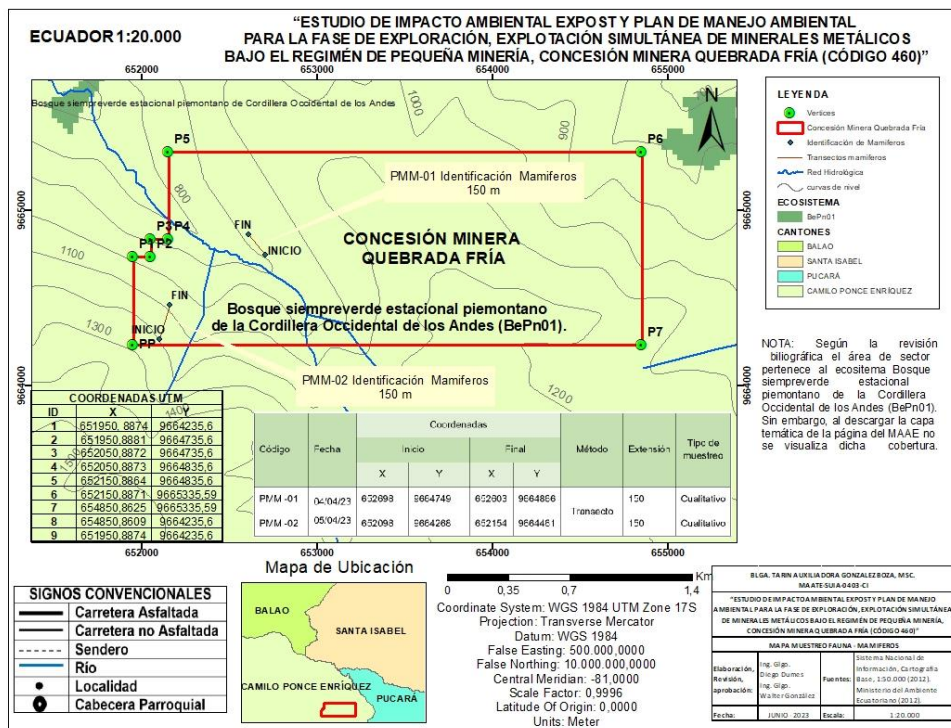 ECUADOR 1:20.000
“ESTUDIO DE IMPACTO AMBIENTAL EXPOST Y PLAN DE MANEJO AMBIENTAL
PARA LA FASE DE EXPLORACIÓN, EXPLOTACIÓN SIMULTÁNEA DE MINERALES METÁLICOS
BAJO EL REGIMÉN DE PEQUEÑA MINERÍA, CONCESIÓN MINERA QUEBRADA FRÍA (CÓDIGO 460)”
652000 653000 654000 655000
Bosque siempreverde estacional piemontano de Cordillera Occidental de los Andes
1000
900
N
P5
P6
PMM-01 Identificación Mamiferos
150 m
800
9665000
9665000
P3 P4
FIN
INICIO
CONCESIÓN MINERA
QUEBRADA FRÍA
P1 P2
1100
FIN
Bosque siempreverde estacional piemontano
de la Cordillera Occidental de los Andes (BePn01).
1300
INICIO
PP
P7
PMM-02 Identificación Mamiferos
150 m
9664000
9664000
1200
1400
LEYENDA
Vertices
Concesión Minera Quebrada Fría
Identificación de Mamiferos
Transectos mamiferos
Red Hidrológica
curvas de nivel
ECOSISTEMA
BePn01
CANTONES
BALAO
SANTA ISABEL
PUCARÁ
CAMILO PONCE ENRÍQUEZ
NOTA: Según la revisión
biliográfica el área de sector
pertenece al ecositema Bosque
siempreverde estacional
piemontano de la Cordillera
Occidental de los Andes (BePn01).
Sin embargo, al descargar la capa
temática de la página del MAAE no
se visualiza dicha cobertura.
COORDENADAS UTM
ID X Y
1 651950,8874 9664235,6
2 651950,8881 9664735,6
3 652050,8872 9664735,6
4 652050,8873 9664835,6
5 652150,8864 9664835,6
6 652150,8871 9665335,59
7 654850,8625 9665335,59
8 654850,8609 9664235,6
9 651950,8874 9664235,6
Código Fecha Coordenadas Método Extensión Tipo de muestreo
Inicio Final
X Y X Y
PMM -01 04/04/23 652698 9664749 652603 9664866 Transecto 150 Cualitativo
PMM -02 05/04/23 652098 9664268 652154 9664461 150 Cualitativo
652000 653000 654000 655000
SIGNOS CONVENCIONALES
Carretera Asfaltada
Carretera no Asfaltada
Sendero
Río
Localidad
Cabecera Parroquial
Mapa de Ubicación
BALAO
SANTA ISABEL
CAMILO PONCE ENRÍQUEZ
PUCARÁ
Km
0 0,35 0,7 1,4
Coordinate System: WGS 1984 UTM Zone 17S
Projection: Transverse Mercator
Datum: WGS 1984
False Easting: 500.000,0000
False Northing: 10.000.000,0000
Central Meridian: -81,0000
Scale Factor: 0,9996
Latitude Of Origin: 0,0000
Units: Meter
BLGA. TARIN AUXILIADORA GONZALEZ BOZA, MSC.
MAATE-SUIA-0403-CI
“ESTUDIO DE IMPACTO AMBIENTAL EXPOST Y PLAN DE MANEJO
AMBIENTAL PARA LA FASE DE EXPLORACIÓN, EXPLOTACIÓN SIMULTÁNEA
DE MINERALES METÁLICOS BAJO EL REGIMÉN DE PEQUEÑA MINERÍA,
CONCESIÓN MINERA QUEBRADA FRÍA (CÓDIGO 460)”
MAPA MUESTREO FAUNA - MAMIFEROS
Elaboración,
Revisión,
aprobación:
Ing. Glgo.
Diego Dumes
Ing. Glgo.
Walter González
Fuentes:
Sistema Nacional de
Información, Cartografía
Base, 1:50.000 (2012).
Ministerio del Ambiente
Ecuatoriano (2012).
Fecha: JUNIO - 2023 Escala: 1:20.000